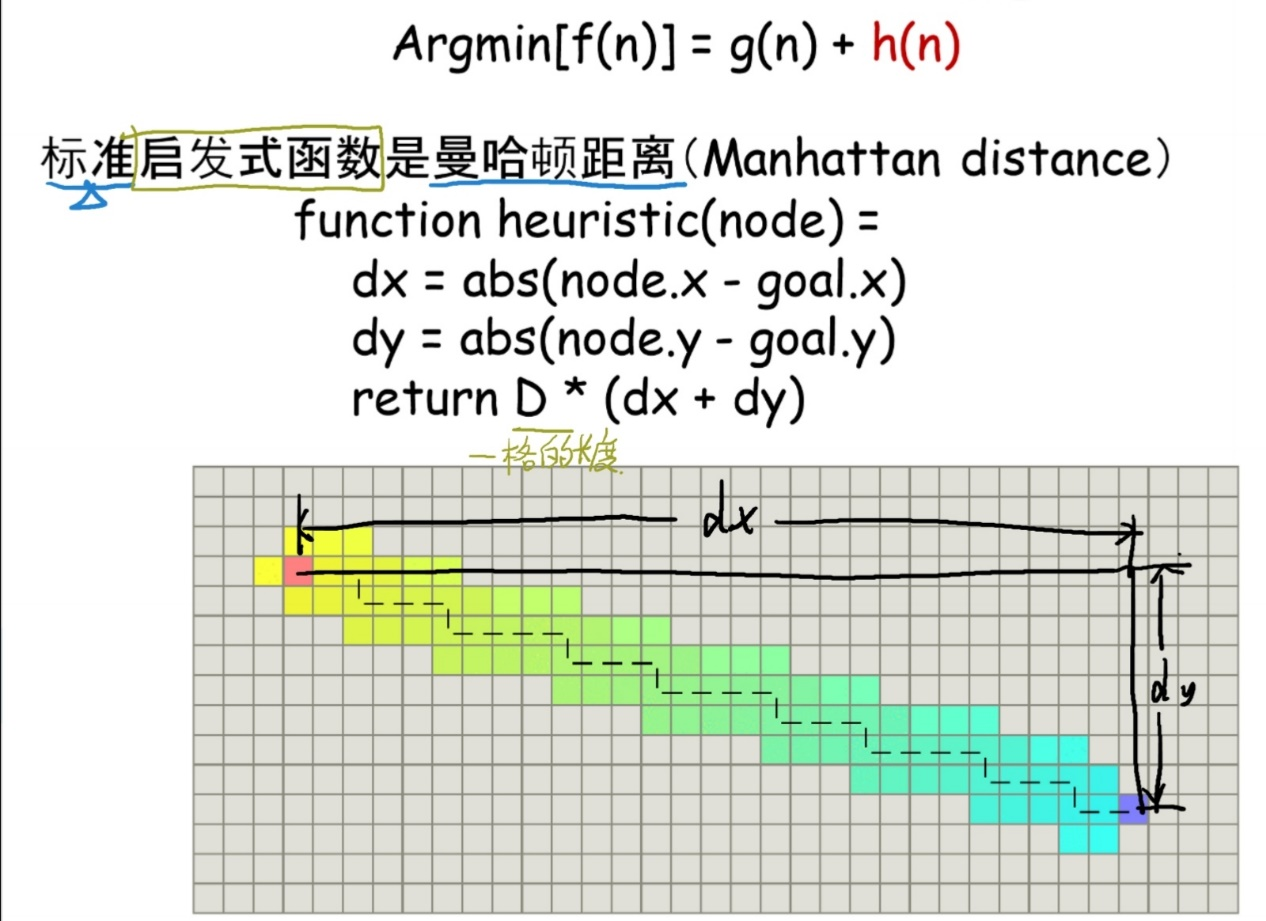 Argmin[f(n)] = g(n) + h(n)
标准启发式函数是曼哈顿距离(Manhattan distance)
function heuristic(node) =
dx = abs(node.x - goal.x)
dy = abs(node.y - goal.y)
return D * (dx + dy)
一格的长度
dx
dy